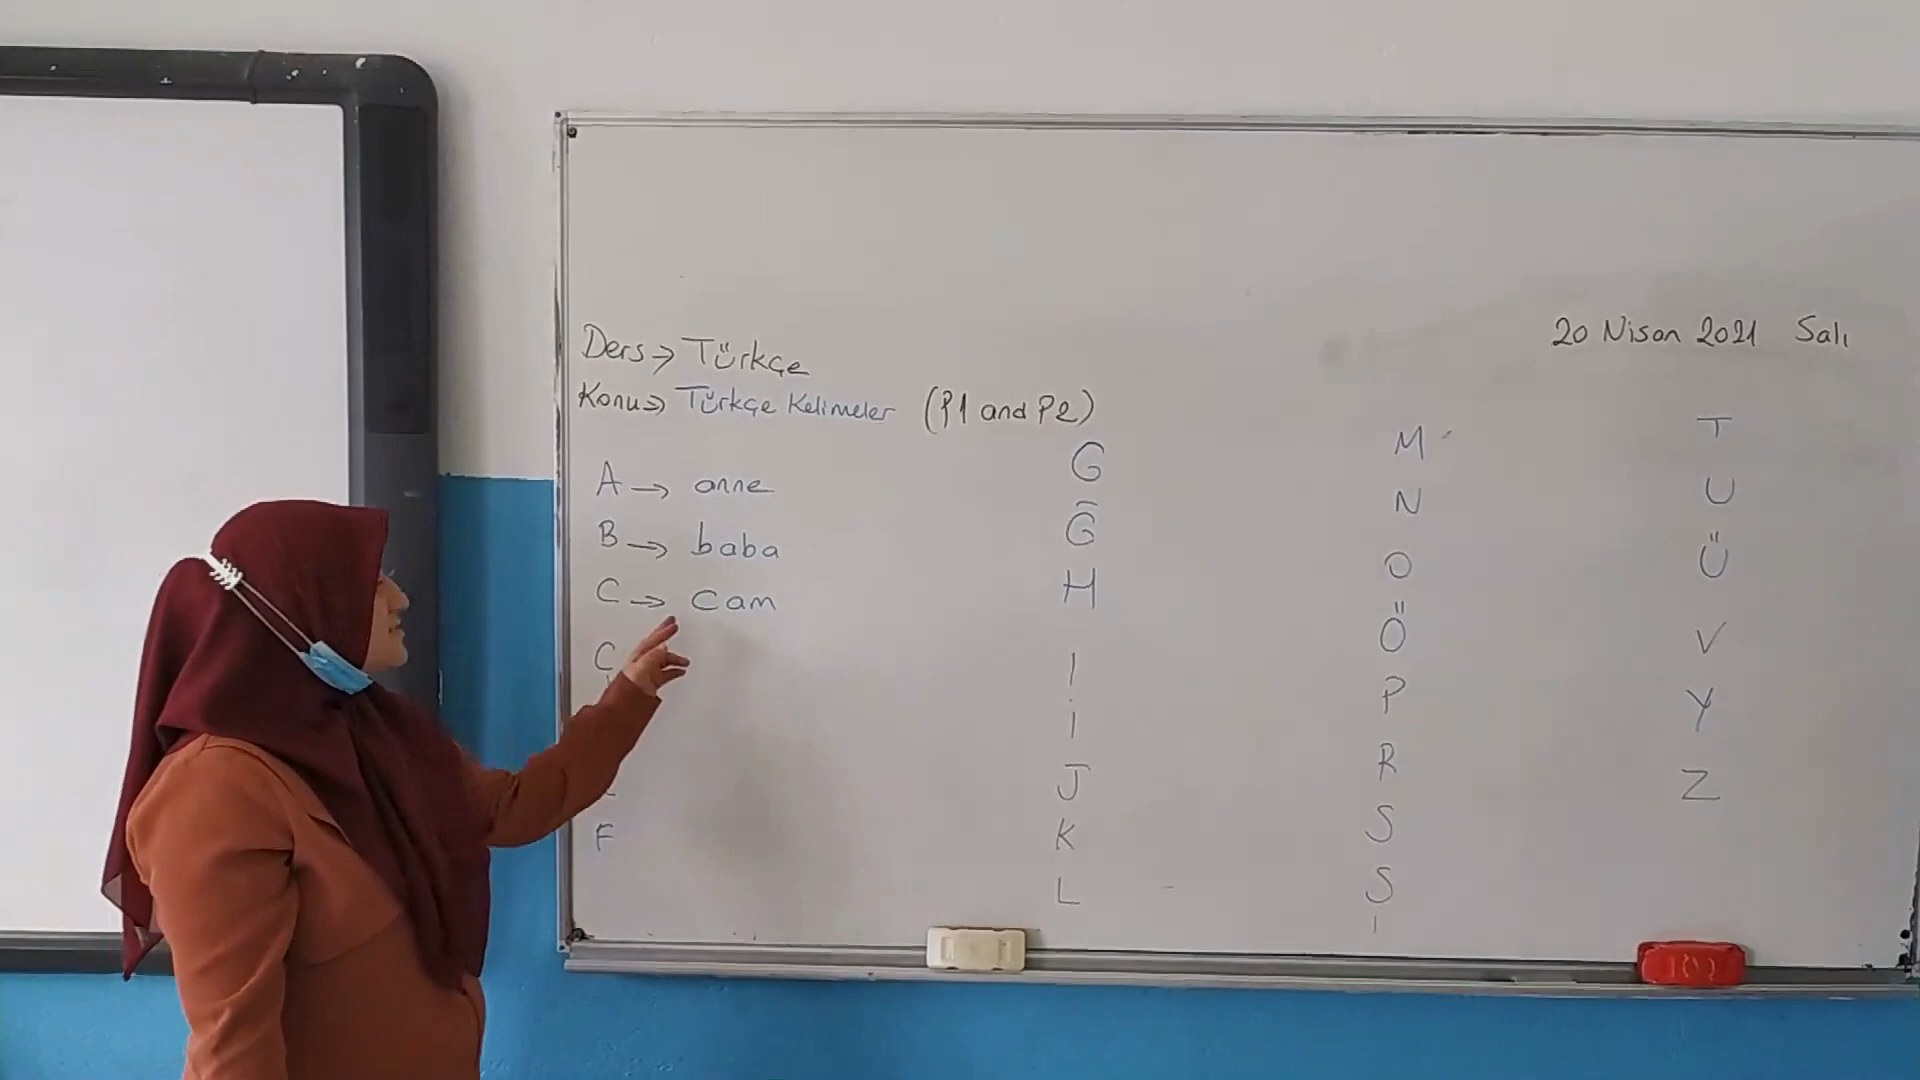 20 Nisan 2021 Salı
Ders → Türkçe
Konu → Türkçe Kelimeler (P1 and P2)
A → anne
B → baba
C → cam
Ç
F
G
Ğ
H
I
İ
J
K
L
M
N
O
Ö
P
R
S
Ş
T
U
Ü
V
Y
Z